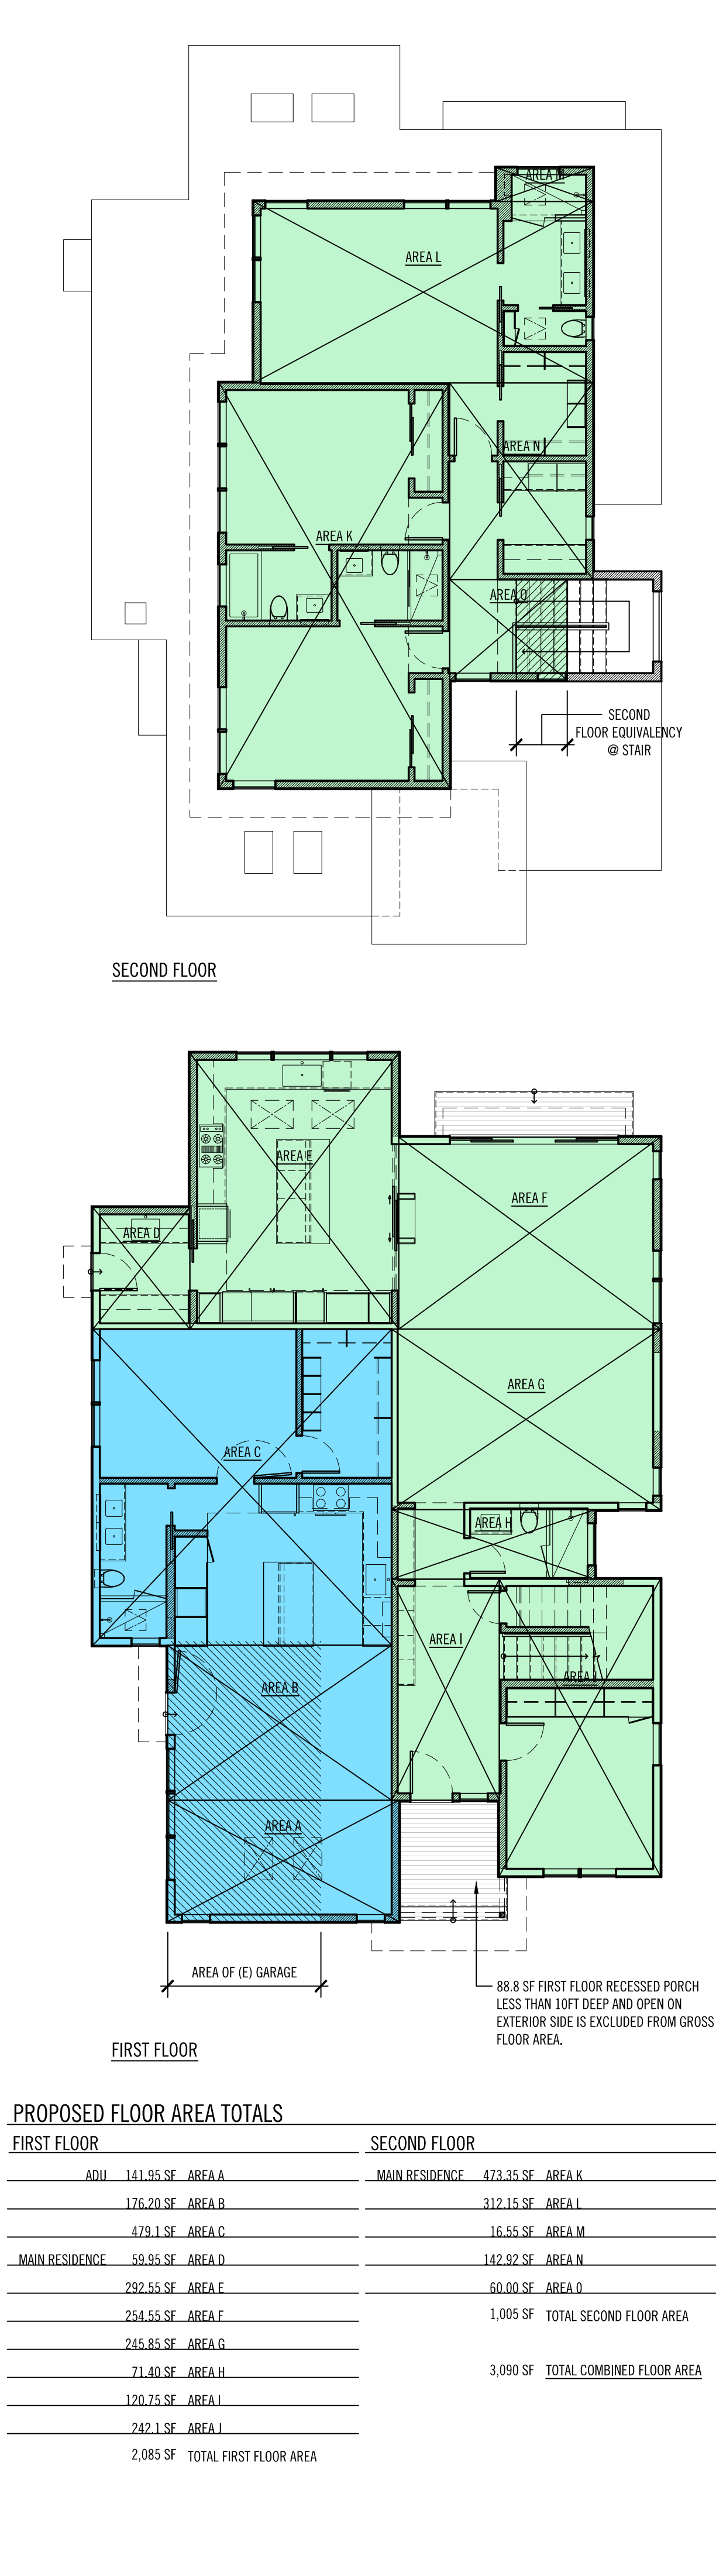 AREA M
AREA L
AREA N
AREA K
AREA O
SECOND
FLOOR EQUIVALENCY
@ STAIR
SECOND FLOOR
AREA E
AREA F
AREA D
AREA G
AREA C
AREA H
AREA I
AREA J
AREA B
AREA A
AREA OF (E) GARAGE
88.8 SF FIRST FLOOR RECESSED PORCH
LESS THAN 10FT DEEP AND OPEN ON
EXTERIOR SIDE IS EXCLUDED FROM GROSS
FLOOR AREA.
FIRST FLOOR
PROPOSED FLOOR AREA TOTALS
FIRST FLOOR
ADU 141.95 SF AREA A
176.20 SF AREA B
479.1 SF AREA C
MAIN RESIDENCE 59.95 SF AREA D
292.55 SF AREA E
254.55 SF AREA F
245.85 SF AREA G
71.40 SF AREA H
120.75 SF AREA I
242.1 SF AREA J
2,085 SF TOTAL FIRST FLOOR AREA
SECOND FLOOR
MAIN RESIDENCE 473.35 SF AREA K
312.15 SF AREA L
16.55 SF AREA M
142.92 SF AREA N
60.00 SF AREA O
1,005 SF TOTAL SECOND FLOOR AREA
3,090 SF TOTAL COMBINED FLOOR AREA